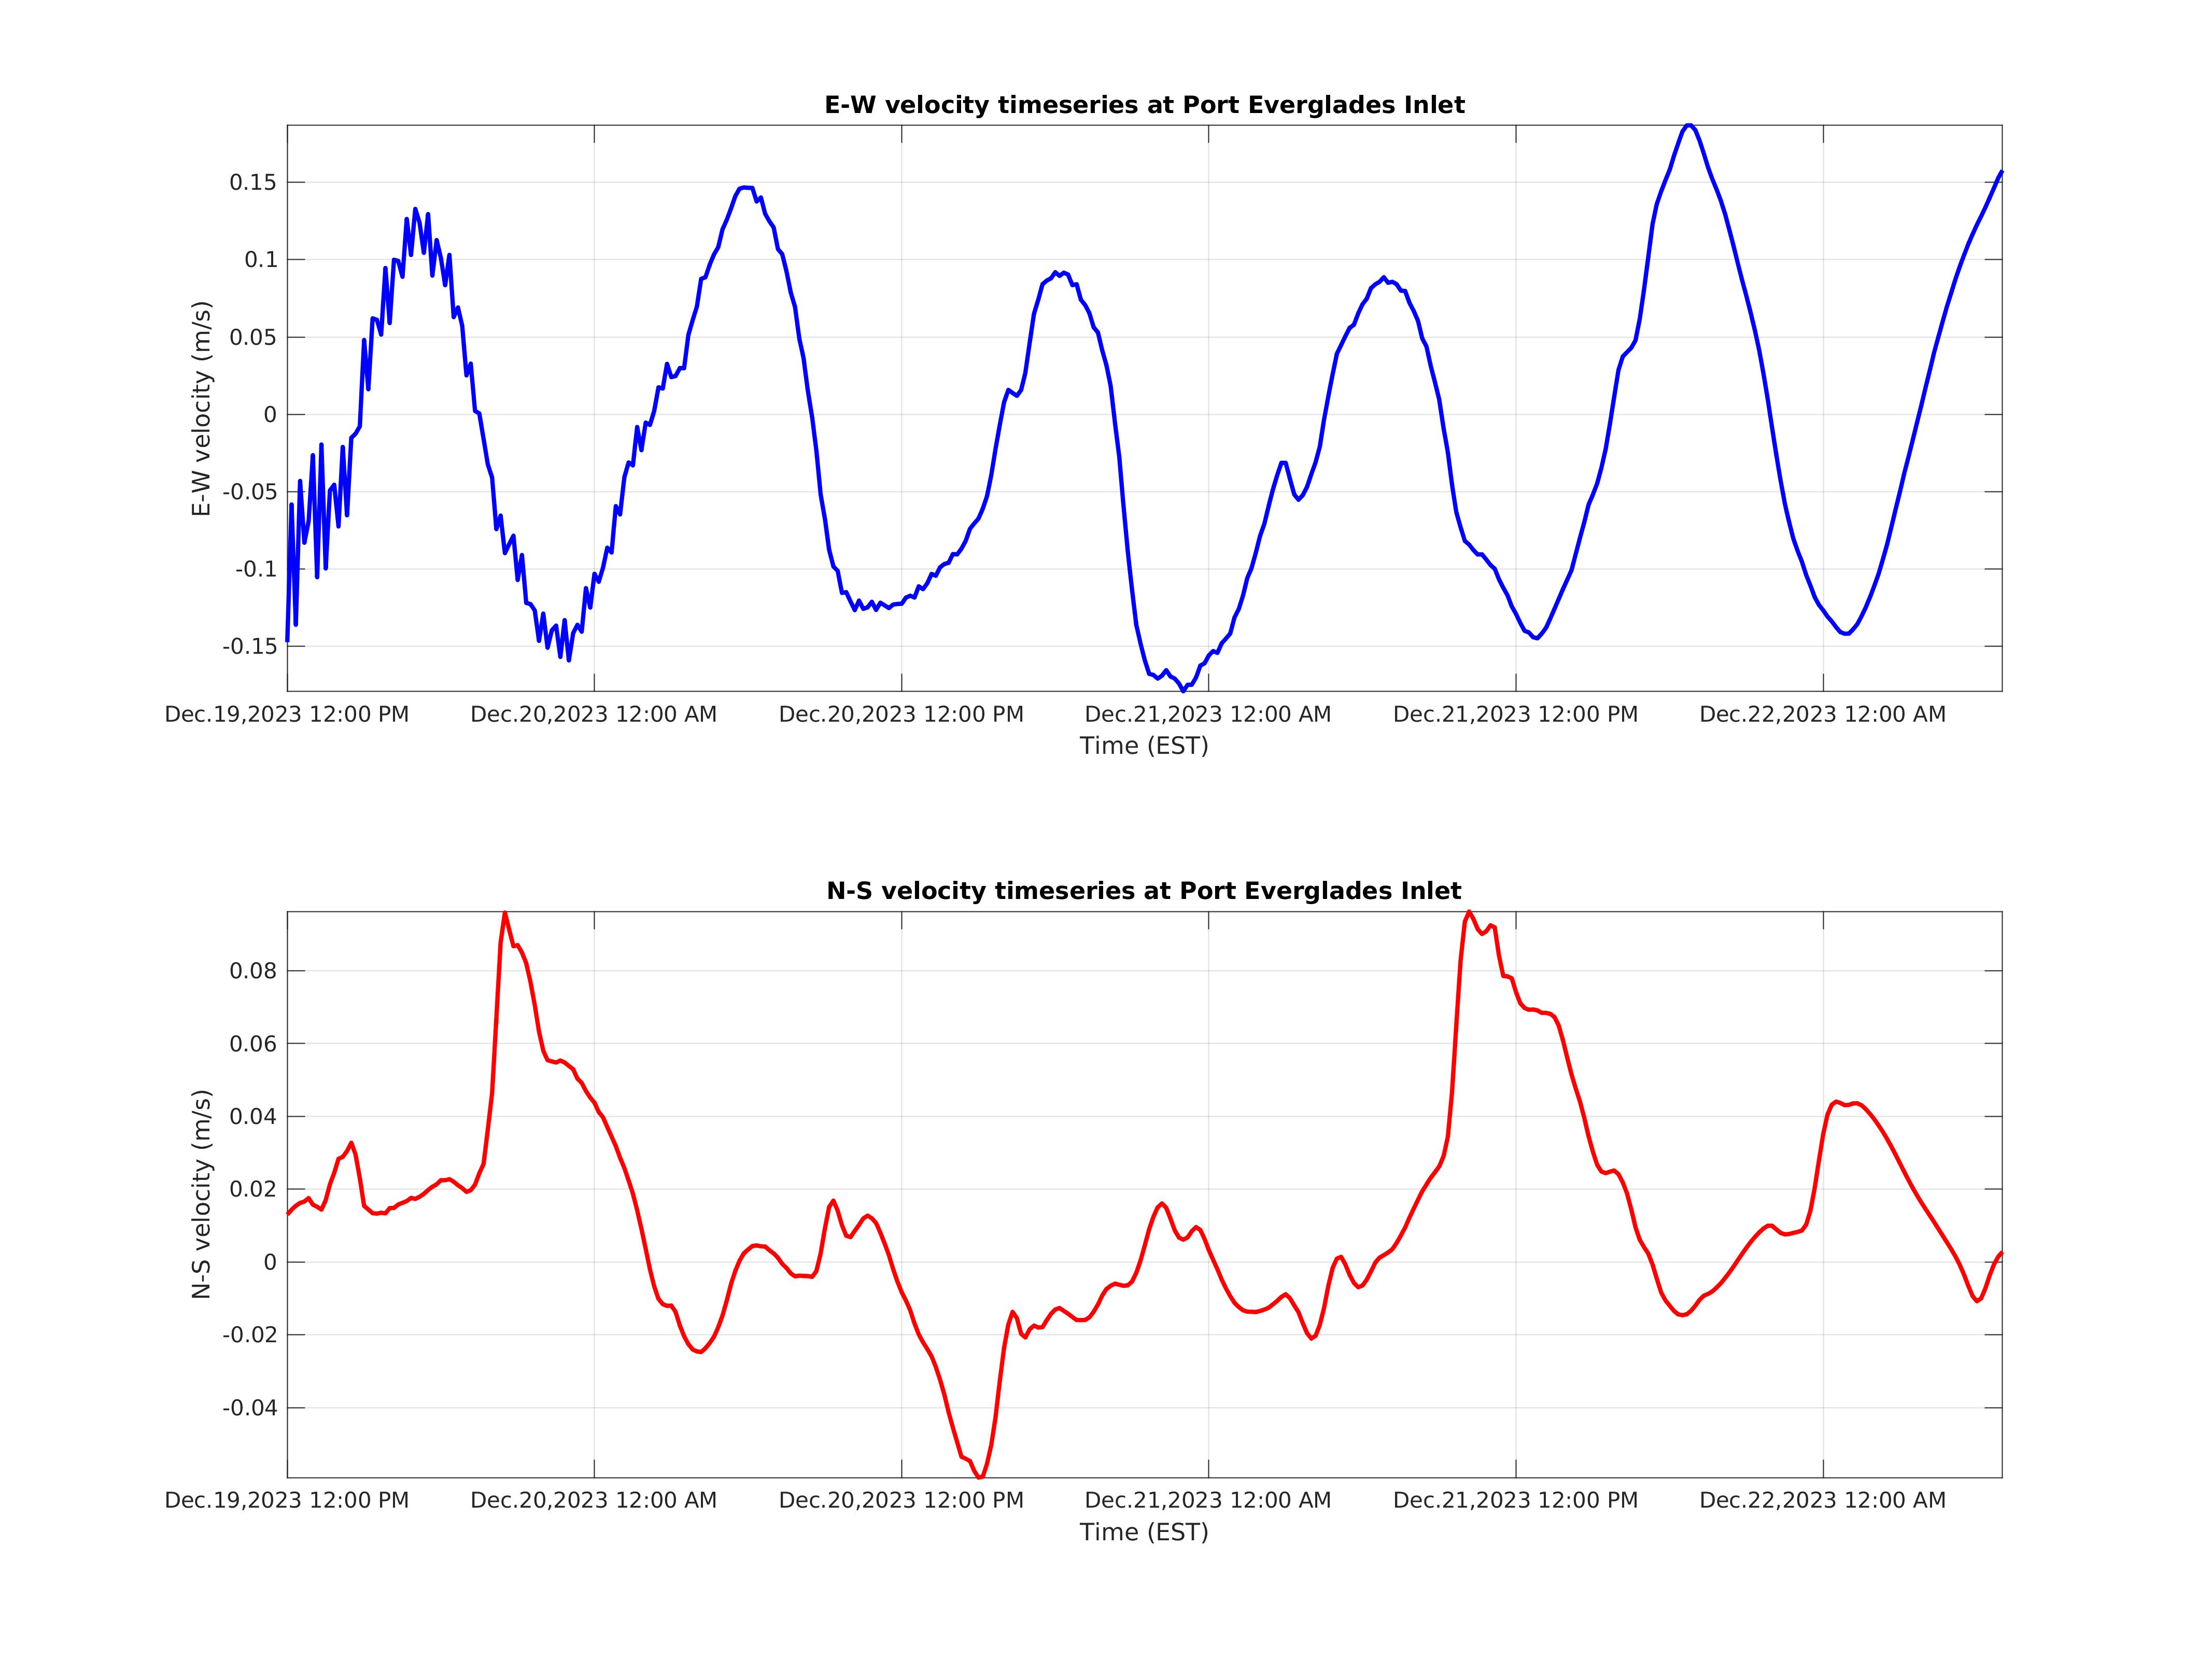 E-W velocity timeseries at Port Everglades Inlet
E-W velocity (m/s)
0.15
0.1
0.05
0
-0.05
-0.1
-0.15
Dec.19,2023 12:00 PM Dec.20,2023 12:00 AM Dec.20,2023 12:00 PM Dec.21,2023 12:00 AM Dec.21,2023 12:00 PM Dec.22,2023 12:00 AM
Time (EST)
N-S velocity timeseries at Port Everglades Inlet
N-S velocity (m/s)
0.08
0.06
0.04
0.02
0
-0.02
-0.04
Dec.19,2023 12:00 PM Dec.20,2023 12:00 AM Dec.20,2023 12:00 PM Dec.21,2023 12:00 AM Dec.21,2023 12:00 PM Dec.22,2023 12:00 AM
Time (EST)